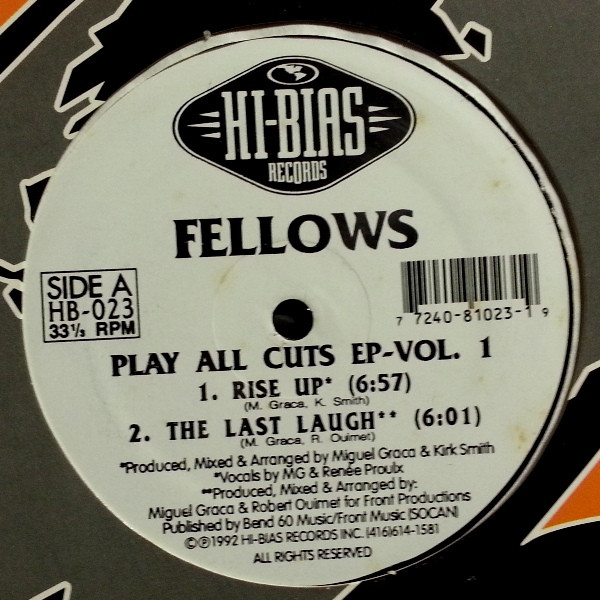 HI-BIAS
RECORDS
FELLOWS
SIDE A
HB-023
33⅓ RPM
7 7240-81023-1 9
PLAY ALL CUTS EP-VOL. 1
1. RISE UP* (6:57)
(M. Graca, K. Smith)
2. THE LAST LAUGH** (6:01)
(M. Graca, R. Ouimet)
*Produced, Mixed & Arranged by Miguel Graca & Kirk Smith
*Vocals by MG & Renée Proulx
**Produced, Mixed & Arranged by:
Miguel Graca & Robert Ouimet for Front Productions
Published by Bend 60 Music/Front Music (SOCAN)
©℗1992 HI-BIAS RECORDS INC. (416)614-1581
ALL RIGHTS RESERVED